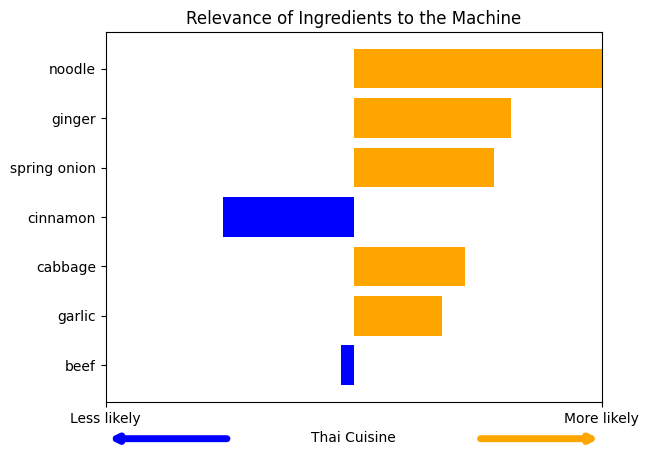 Relevance of Ingredients to the Machine
noodle
ginger
spring onion
cinnamon
cabbage
garlic
beef
Less likely
More likely
Thai Cuisine